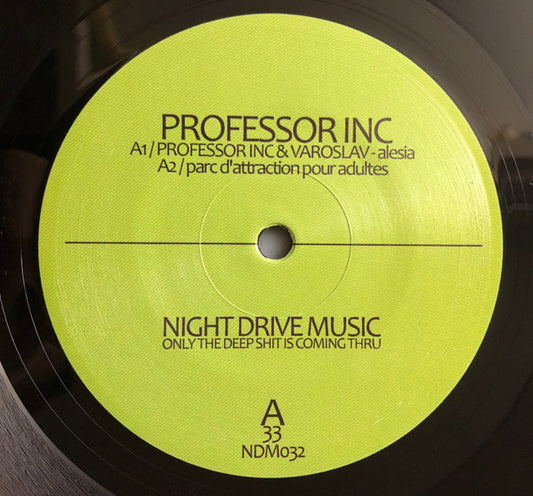 PROFESSOR INC
A1 / PROFESSOR INC & VAROSLAV - alesia
A2 / parc d'attraction pour adultes
NIGHT DRIVE MUSIC
ONLY THE DEEP SHIT IS COMING THRU
A
33
NDM032